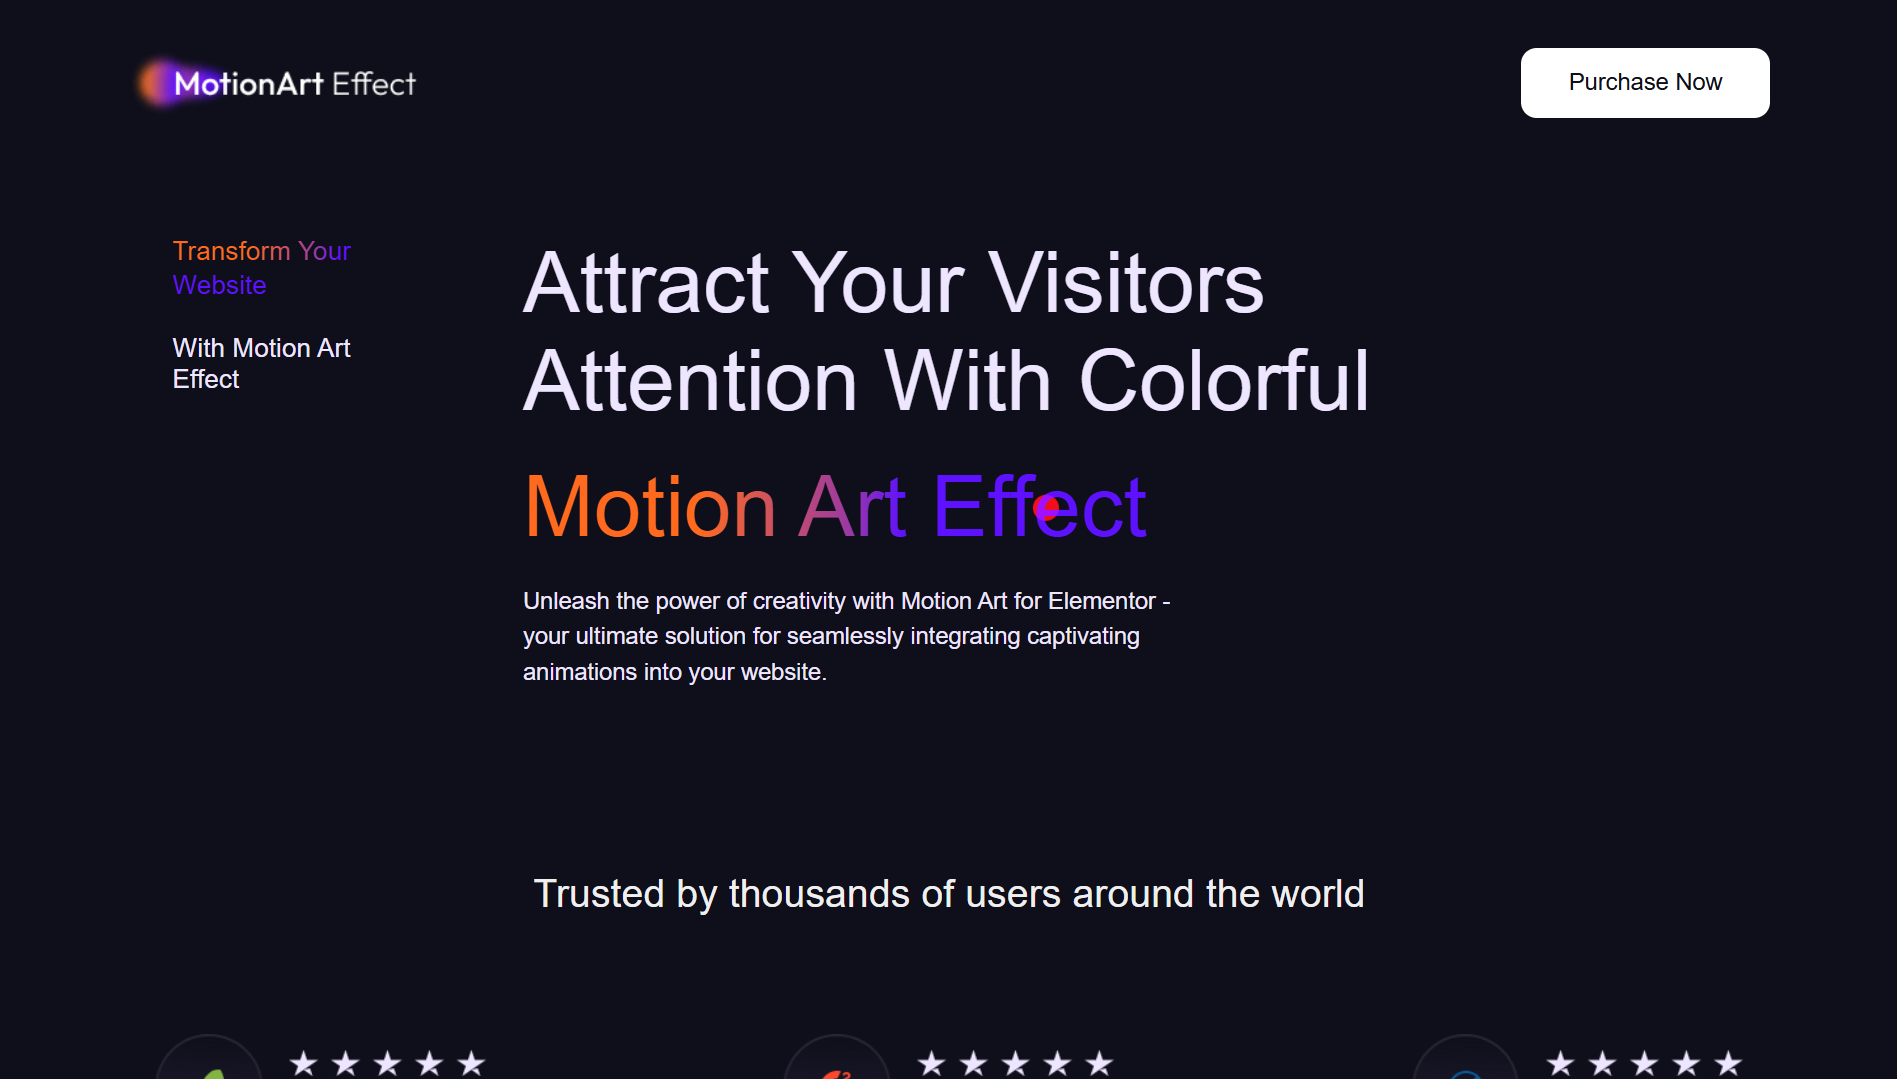 MotionArt Effect
Purchase Now
Transform Your
Website
With Motion Art
Effect
Attract Your Visitors
Attention With Colorful
Motion Art Effect
Unleash the power of creativity with Motion Art for Elementor -
your ultimate solution for seamlessly integrating captivating
animations into your website.
Trusted by thousands of users around the world